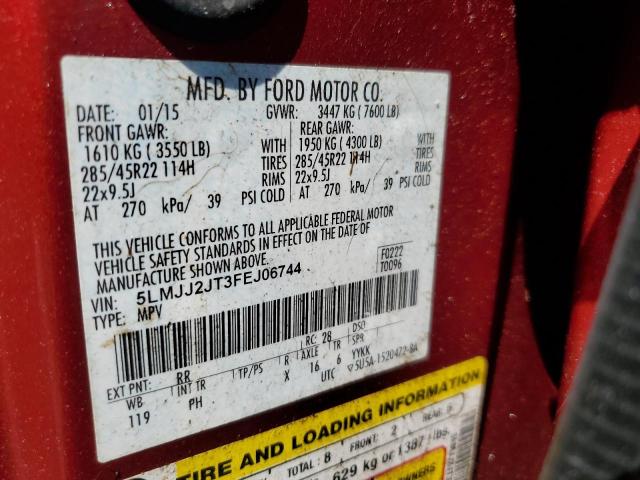 MFD. BY FORD MOTOR CO.
DATE: 01/15 GVWR: 3447 KG (7600 LB)
FRONT GAWR: REAR GAWR:
1610 KG (3550 LB) WITH 1950 KG (4300 LB) WITH
285/45R22 114H TIRES 285/45R22 114H TIRES
22x9.5J RIMS 22x9.5J RIMS
AT 270 kPa/ 39 PSI COLD AT 270 kPa/ 39 PSI COLD
THIS VEHICLE CONFORMS TO ALL APPLICABLE FEDERAL MOTOR
VEHICLE SAFETY STANDARDS IN EFFECT ON THE DATE OF
MANUFACTURE SHOWN ABOVE.
F0222
T0096
VIN: 5LMJJ2JT3FEJ06744
TYPE: MPV
EXT PNT: RR RC: 28 DSO
WB INT TR TP/PS R AXLE TR SPR
119 PH X 16 6 YYKK
UTC 5U5A-1520472-BA
TIRE AND LOADING INFORMATION
TOTAL: 8 FRONT: 2 REAR:
629 kg or 1387 lbs.
OWNERS